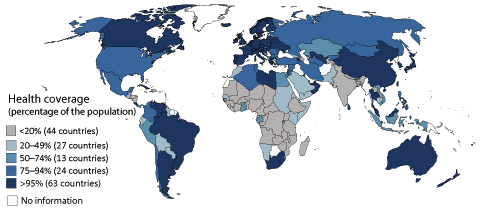 Health coverage
(percentage of the population)
<20% (44 countries)
20–49% (27 countries)
50–74% (13 countries)
75–94% (24 countries)
>95% (63 countries)
No information